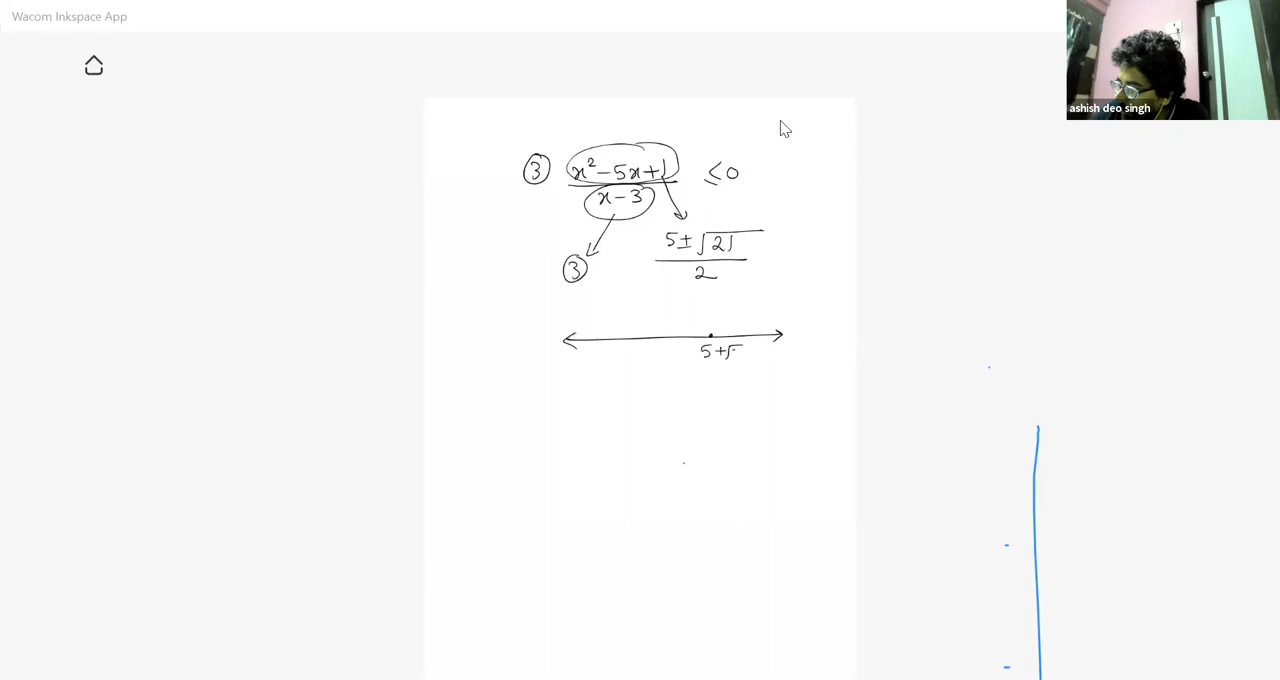 Wacom Inkspace App
ashish deo singh
③ x² - 5x + 1 / x - 3 ≤ 0
5 ± √21 / 2
③
5 + √